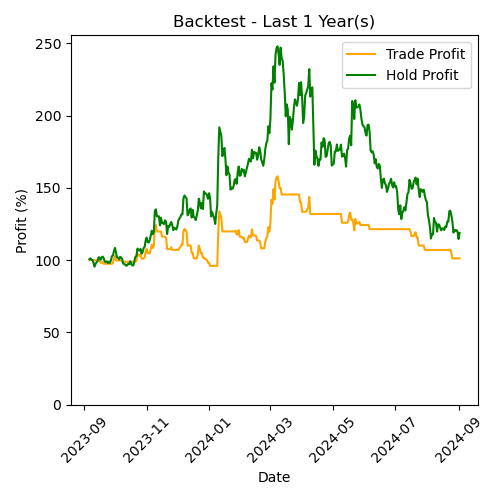 Backtest - Last 1 Year(s)
Trade Profit
Hold Profit
Profit (%)
250
200
150
100
50
0
2023-09
2023-11
2024-01
2024-03
2024-05
2024-07
2024-09
Date